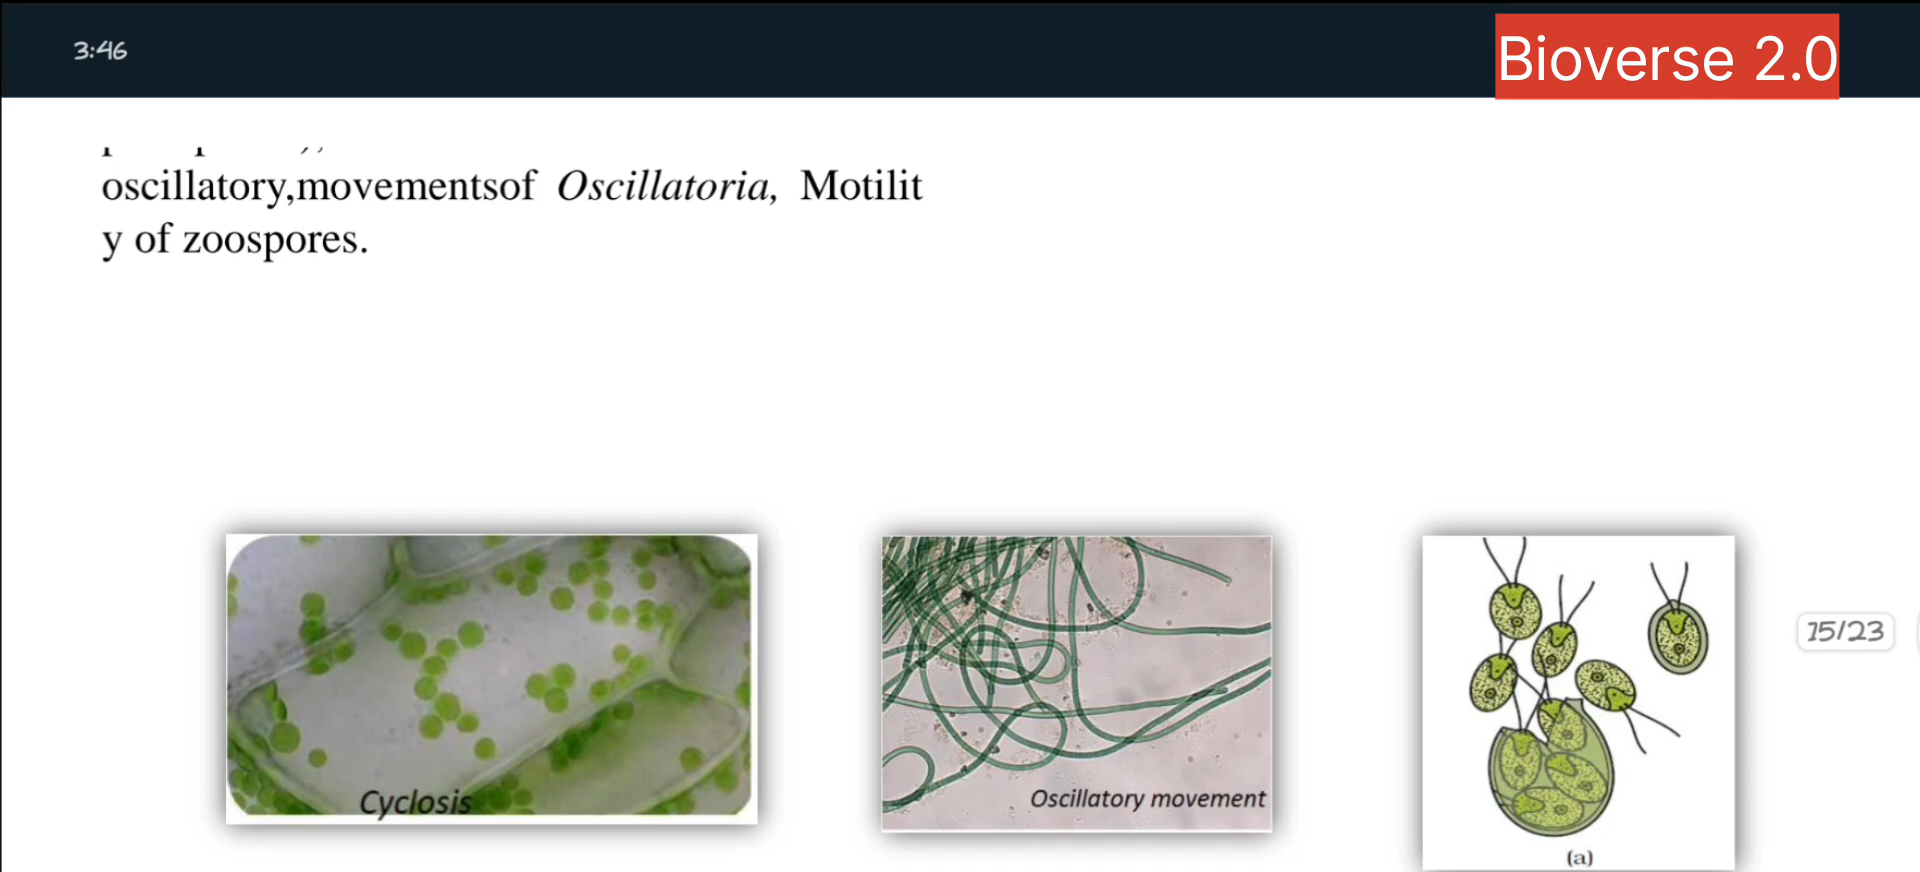 3:46
Bioverse 2.0
oscillatory,movementsof Oscillatoria, Motilit
y of zoospores.
15/23
Cyclosis
Oscillatory movement
(a)